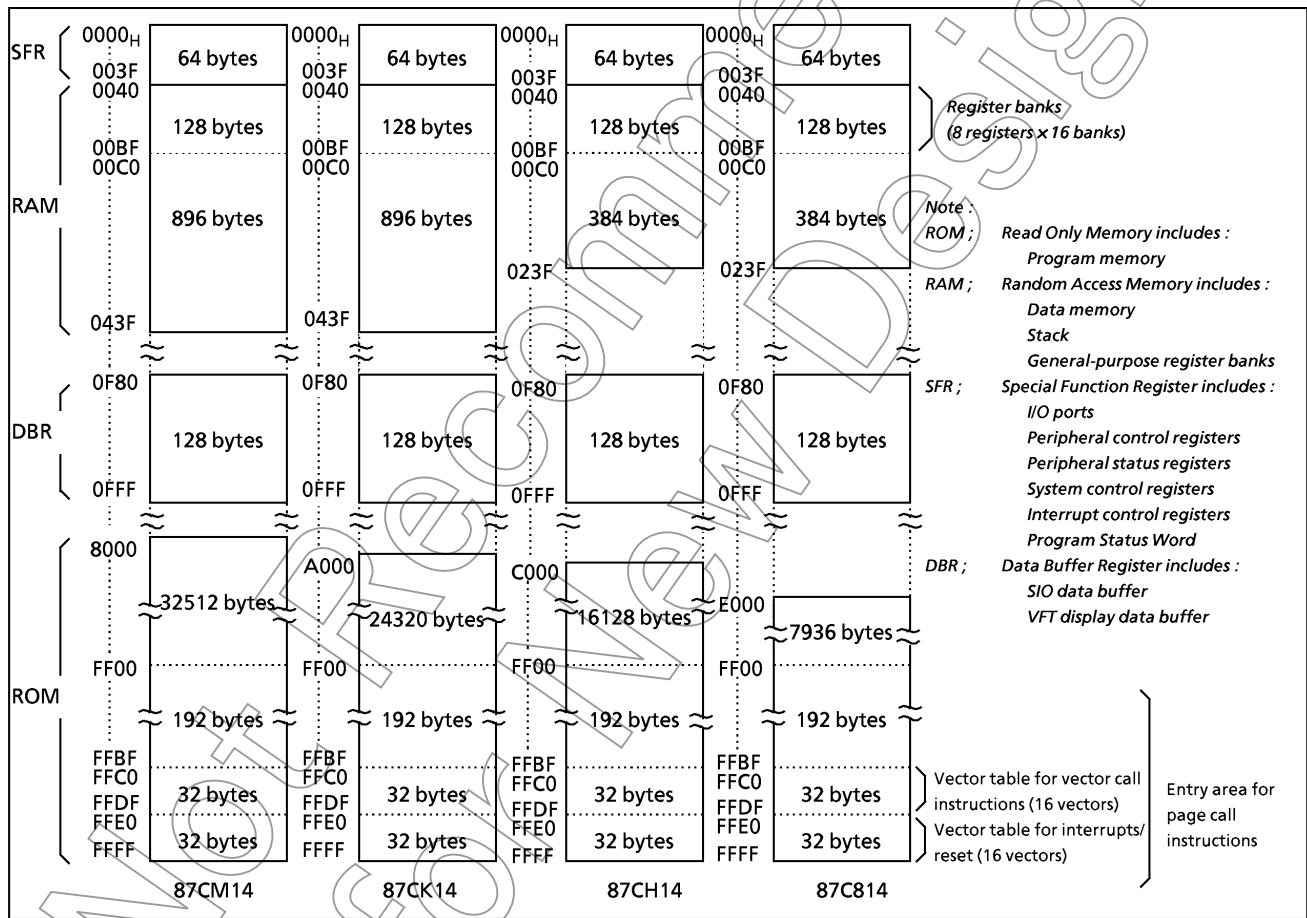 SFR
RAM
DBR
ROM
0000H
003F
0040
00BF
00C0
043F
0F80
0FFF
8000
FF00
FFBF
FFC0
FFDF
FFE0
FFFF
64 bytes
128 bytes
896 bytes
128 bytes
32512 bytes
192 bytes
32 bytes
32 bytes
87CM14
0000H
003F
0040
00BF
00C0
043F
0F80
0FFF
A000
FF00
FFBF
FFC0
FFDF
FFE0
FFFF
64 bytes
128 bytes
896 bytes
128 bytes
24320 bytes
192 bytes
32 bytes
32 bytes
87CK14
0000H
003F
0040
00BF
00C0
023F
0F80
0FFF
C000
FF00
FFBF
FFC0
FFDF
FFE0
FFFF
64 bytes
128 bytes
384 bytes
128 bytes
16128 bytes
192 bytes
32 bytes
32 bytes
87CH14
0000H
003F
0040
00BF
00C0
023F
0F80
0FFF
E000
FF00
FFBF
FFC0
FFDF
FFE0
FFFF
64 bytes
128 bytes
384 bytes
128 bytes
7936 bytes
192 bytes
32 bytes
32 bytes
87C814
Register banks
(8 registers × 16 banks)
Note :
ROM ; Read Only Memory includes :
Program memory
RAM ; Random Access Memory includes :
Data memory
Stack
General-purpose register banks
SFR ; Special Function Register includes :
I/O ports
Peripheral control registers
Peripheral status registers
System control registers
Interrupt control registers
Program Status Word
DBR ; Data Buffer Register includes :
SIO data buffer
VFT display data buffer
Vector table for vector call
instructions (16 vectors)
Vector table for interrupts/
reset (16 vectors)
Entry area for
page call
instructions
Not Recomme
for New Desig